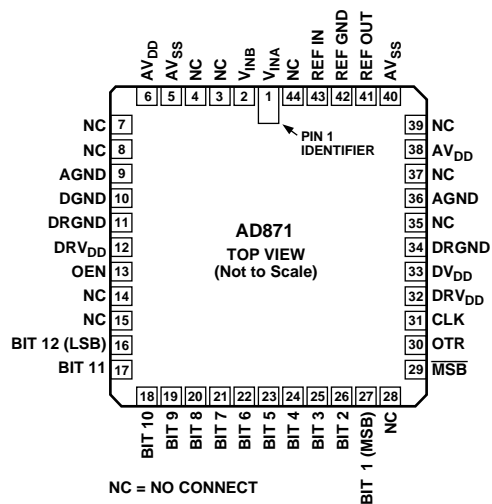 AVDD
AVSS
NC
NC
VINB
VINA
NC
REF IN
REF GND
REF OUT
AVSS
6 5 4 3 2 1 44 43 42 41 40
PIN 1
IDENTIFIER
NC 7
NC 8
AGND 9
DGND 10
DRGND 11
DRVDD 12
OEN 13
NC 14
NC 15
BIT 12 (LSB) 16
BIT 11 17
AD871
TOP VIEW
(Not to Scale)
39 NC
38 AVDD
37 NC
36 AGND
35 NC
34 DRGND
33 DVDD
32 DRVDD
31 CLK
30 OTR
29 MSB
18 19 20 21 22 23 24 25 26 27 28
BIT 10
BIT 9
BIT 8
BIT 7
BIT 6
BIT 5
BIT 4
BIT 3
BIT 2
BIT 1 (MSB)
NC
NC = NO CONNECT